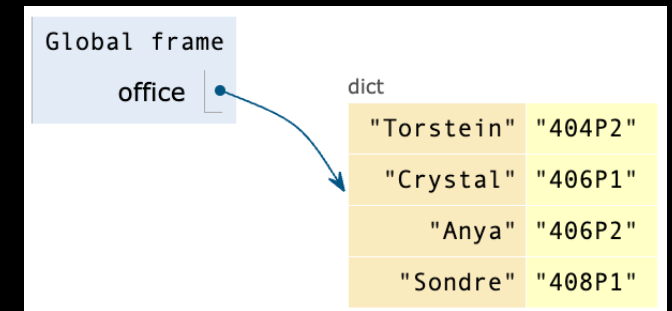 Global frame
office
dict
"Torstein" "404P2"
"Crystal" "406P1"
"Anya" "406P2"
"Sondre" "408P1"